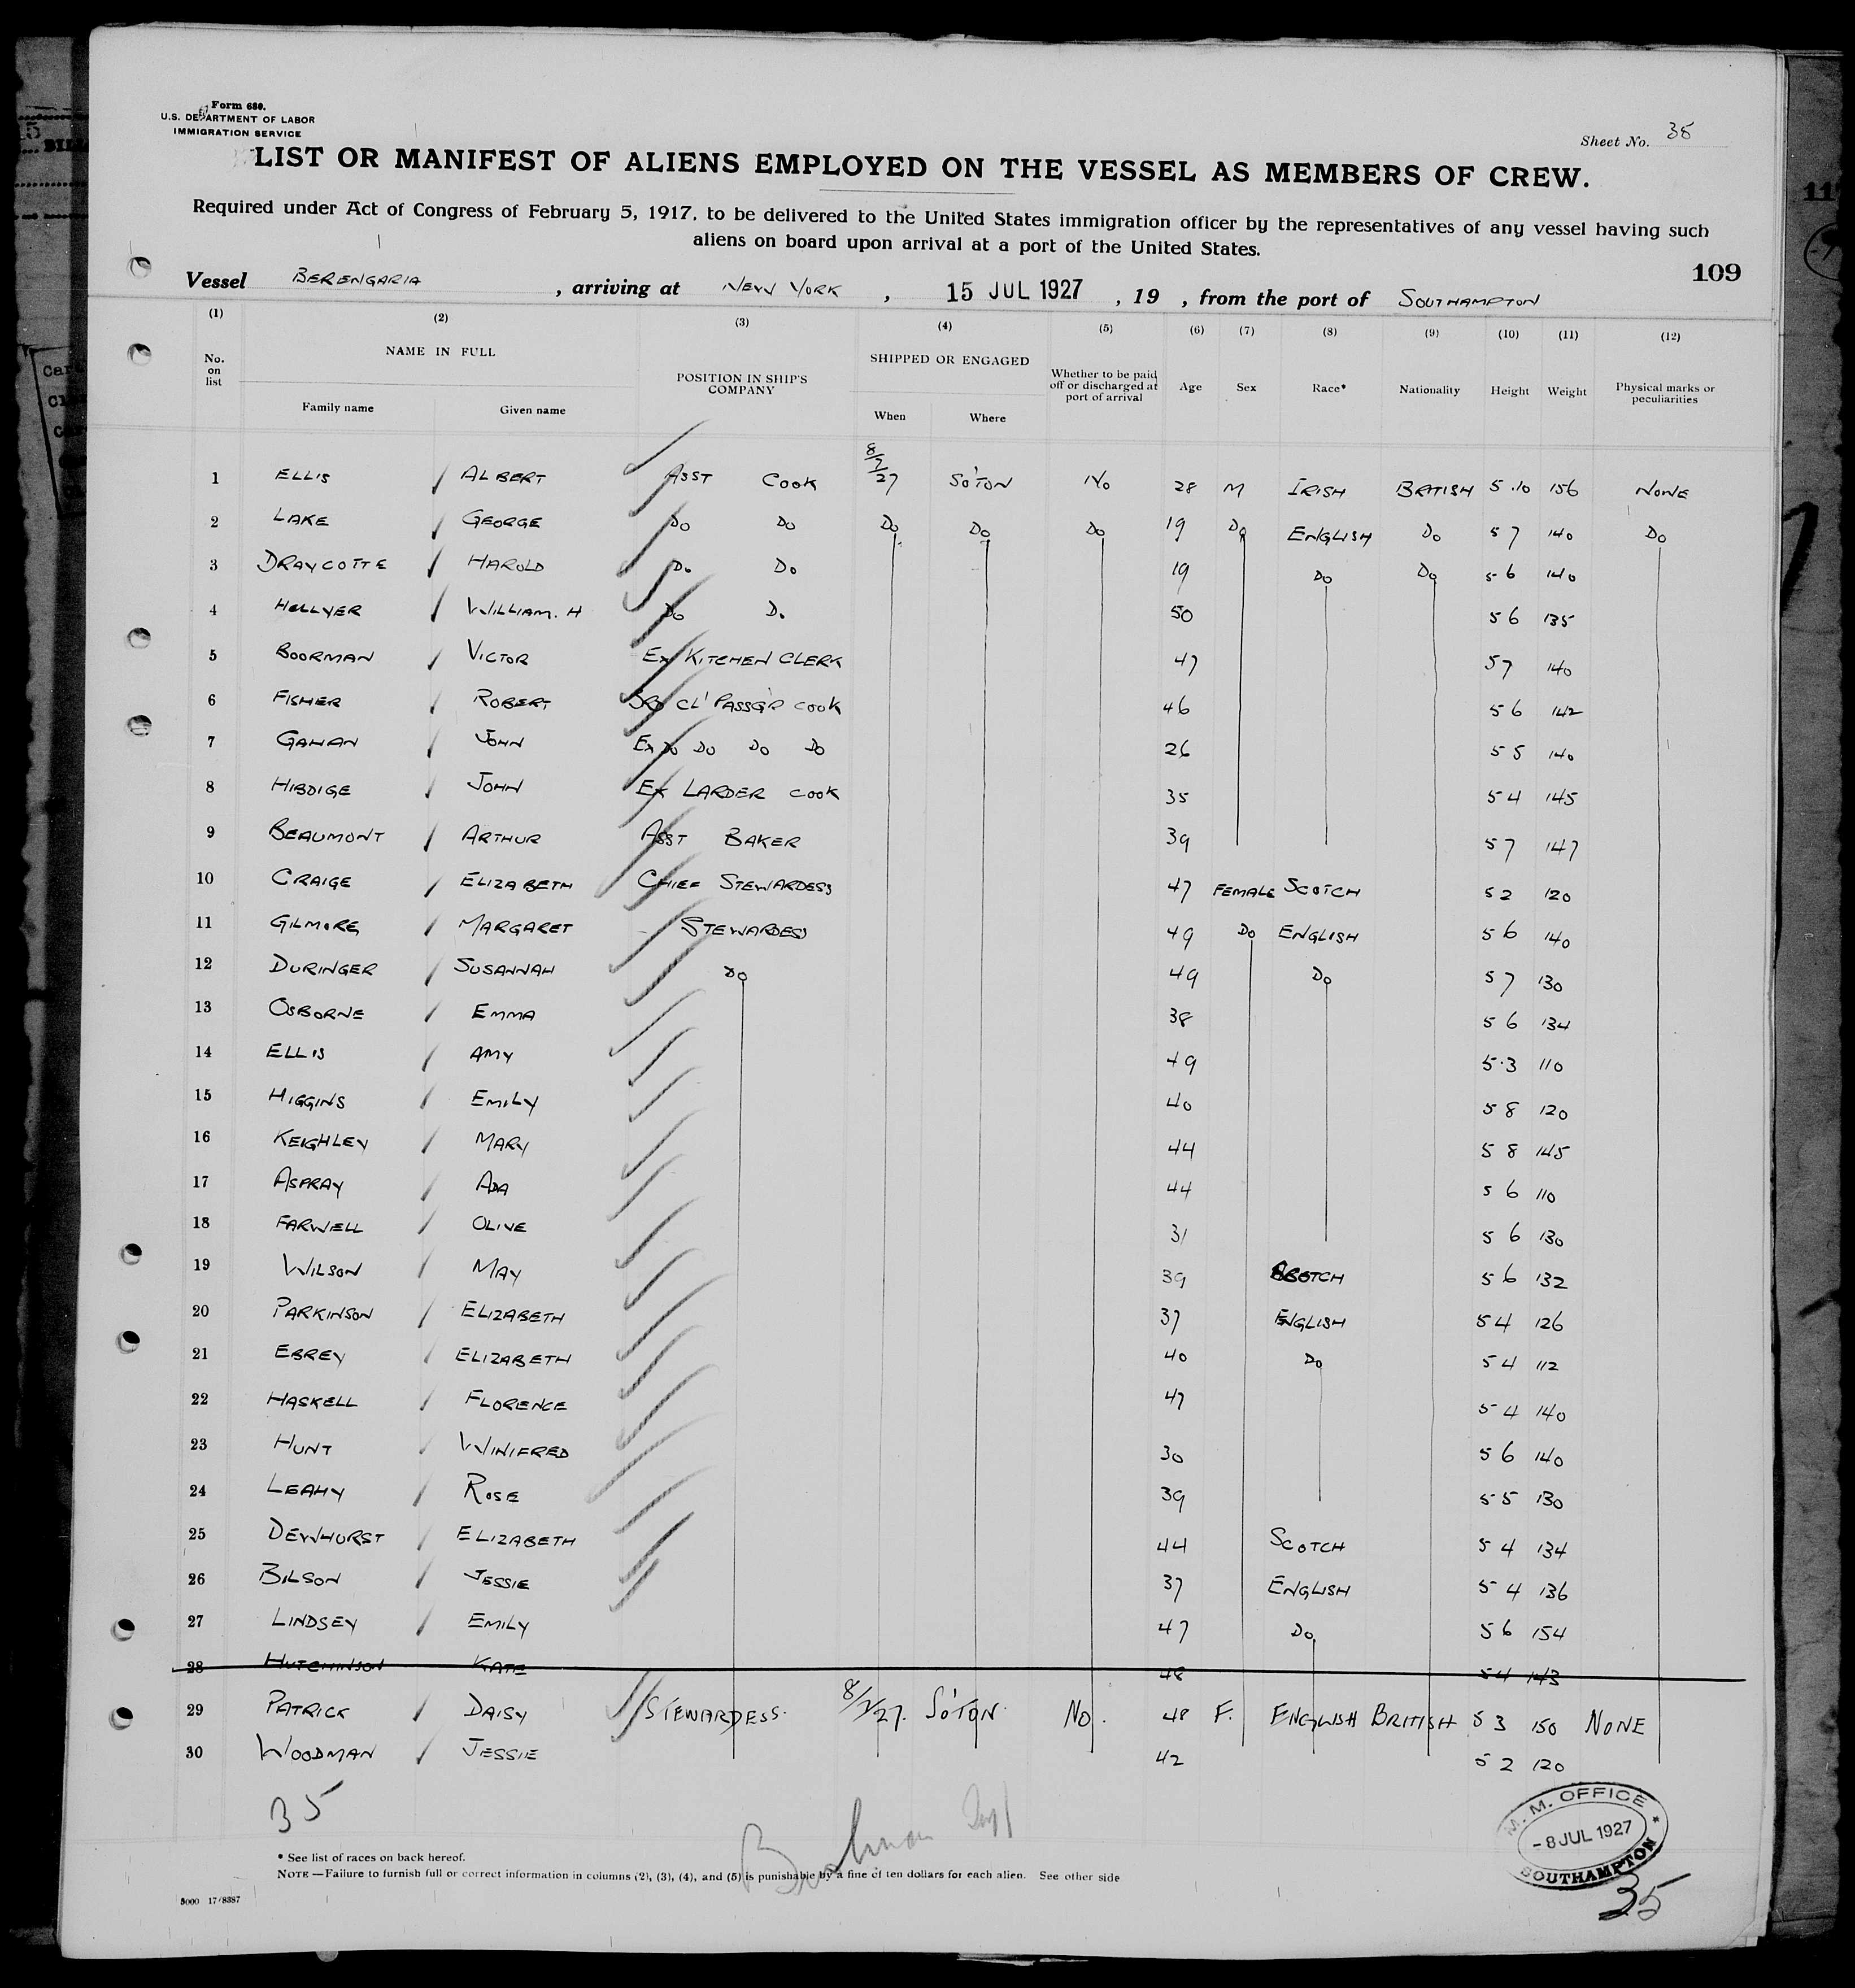 Form 680.
U.S. DEPARTMENT OF LABOR
IMMIGRATION SERVICE
Sheet No. 35
LIST OR MANIFEST OF ALIENS EMPLOYED ON THE VESSEL AS MEMBERS OF CREW.
Required under Act of Congress of February 5, 1917, to be delivered to the United States immigration officer by the representatives of any vessel having such
aliens on board upon arrival at a port of the United States.
109
Vessel BERENGARIA , arriving at NEW YORK , 15 JUL 1927 , 19 , from the port of SOUTHAMPTON
(1) (2) (3) (4) (5) (6) (7) (8) (9) (10) (11) (12)
No. on list NAME IN FULL Family name Given name POSITION IN SHIP'S COMPANY SHIPPED OR ENGAGED When Where Whether to be paid off or discharged at port of arrival Age Sex Race* Nationality Height Weight Physical marks or peculiarities
1 ELLIS ALBERT ASST COOK 8/7/27 SO'TON No 28 M IRISH BRITISH 5.10 156 NONE
2 LAKE GEORGE Do Do Do Do Do 19 Do ENGLISH Do 5 7 140 Do
3 DRAYCOTTE HAROLD Do Do 19 Do Do 5 6 140
4 HOLLYER WILLIAM. H Do Do 50 5 6 135
5 BOORMAN VICTOR EX KITCHEN CLERK 47 5 7 140
6 FISHER ROBERT 3RD CL' PASSG'R COOK 46 5 6 142
7 GAHAN JOHN EX Do Do Do Do 26 5 5 140
8 HIBDIGE JOHN EX LARDER COOK 35 5 4 145
9 BEAUMONT ARTHUR ASST BAKER 39 5 7 147
10 CRAIGE ELIZABETH CHIEF STEWARDESS 47 FEMALE SCOTCH 5 2 120
11 GILMORE MARGARET STEWARDESS 49 Do ENGLISH 5 6 140
12 DURINGER SUSANNAH Do 49 Do 5 7 130
13 OSBORNE EMMA 38 5 6 134
14 ELLIS AMY 49 5.3 110
15 HIGGINS EMILY 40 5 8 120
16 KEIGHLEY MARY 44 5 8 145
17 ASPRAY ADA 44 5 6 110
18 FARWELL OLIVE 31 5 6 130
19 WILSON MAY 39 SCOTCH 5 6 132
20 PARKINSON ELIZABETH 37 ENGLISH 5 4 126
21 EBREY ELIZABETH 40 Do 5 4 112
22 HASKELL FLORENCE 47 5 4 140
23 HUNT WINIFRED 30 5 6 140
24 LEAHY ROSE 39 5 5 130
25 DEWHURST ELIZABETH 44 SCOTCH 5 4 134
26 BILSON JESSIE 37 ENGLISH 5 4 136
27 LINDSEY EMILY 47 Do 5 6 154
28 HUTCHINSON KATE 48 5 4 143
29 PATRICK DAISY STEWARDESS. 8/7/27. SO'TON. NO. 48 F. ENGLISH BRITISH 5 3 150 NONE
30 WOODMAN JESSIE 42 5 2 120
35
M. M. OFFICE
-8 JUL 1927
SOUTHAMPTON
35
* See list of races on back hereof.
NOTE —Failure to furnish full or correct information in columns (2), (3), (4), and (5) is punishable by a fine of ten dollars for each alien. See other side
5000 17/8387